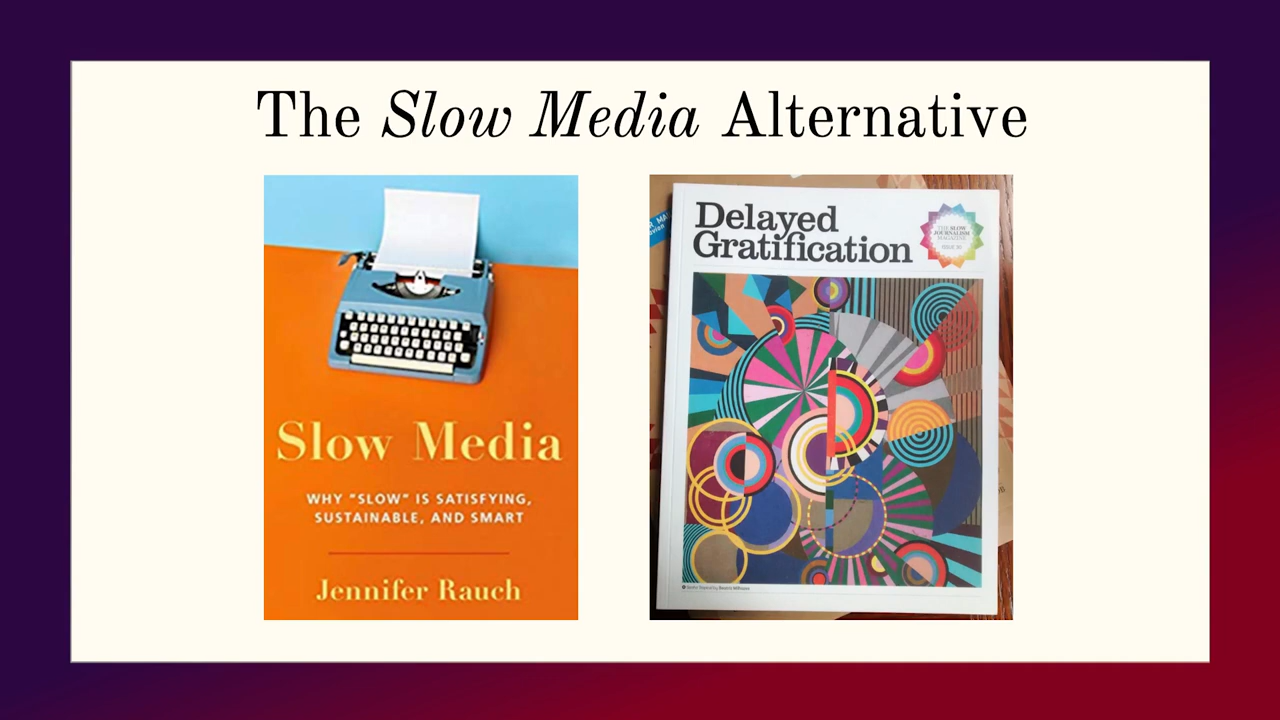 The Slow Media Alternative
Slow Media
WHY "SLOW" IS SATISFYING,
SUSTAINABLE, AND SMART
Jennifer Rauch
Delayed
Gratification
THE SLOW
JOURNALISM
MAGAZINE